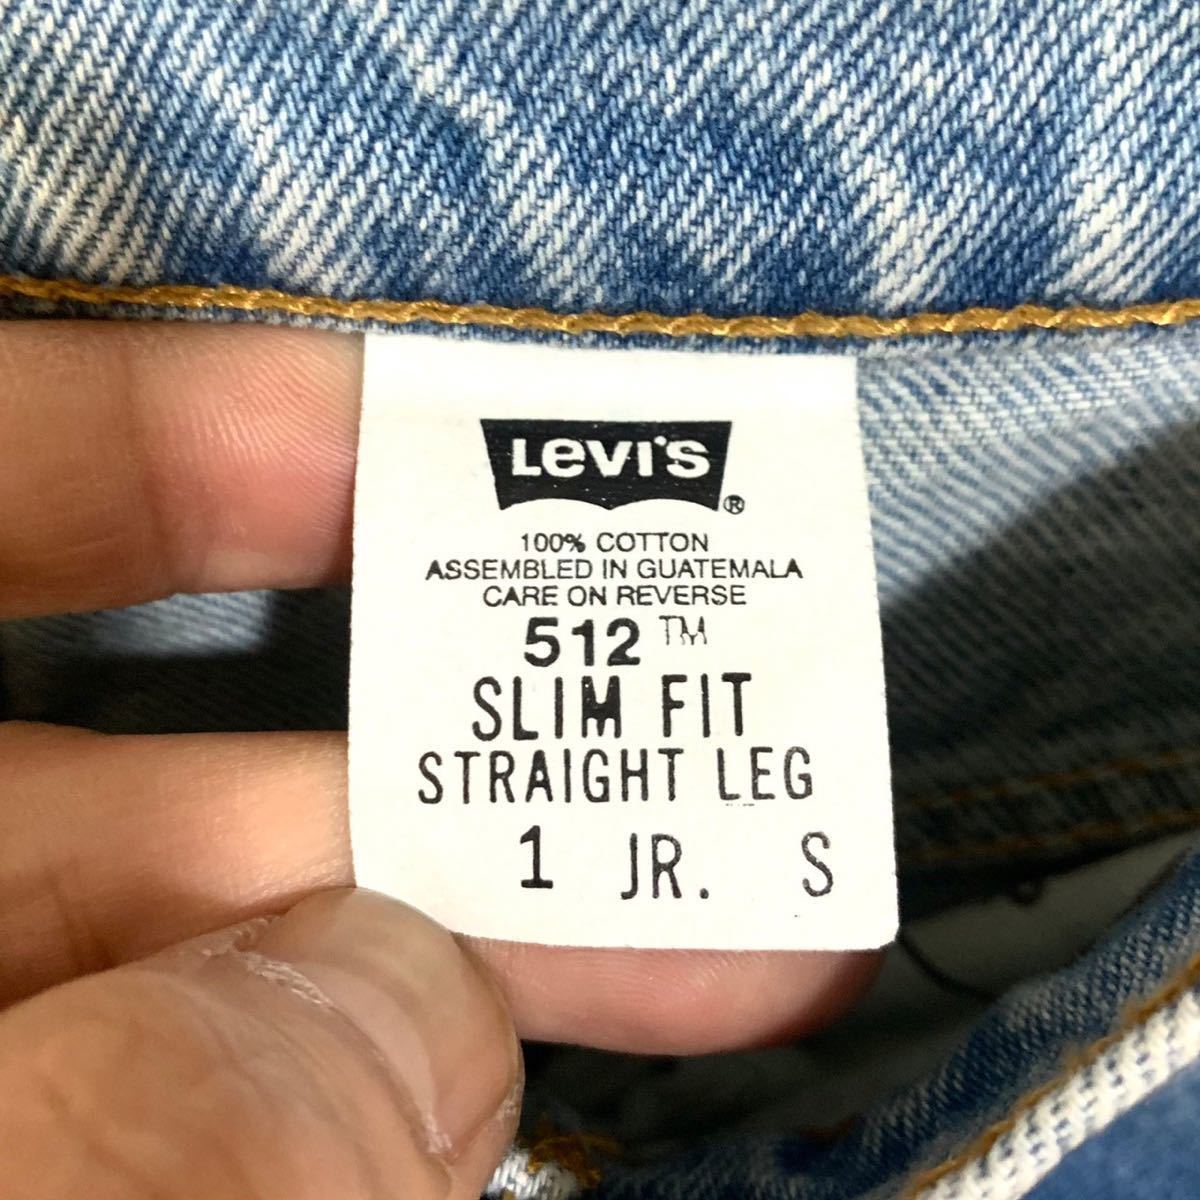 Levi's
®
100% COTTON
ASSEMBLED IN GUATEMALA
CARE ON REVERSE
512™
SLIM FIT
STRAIGHT LEG
1 JR. S